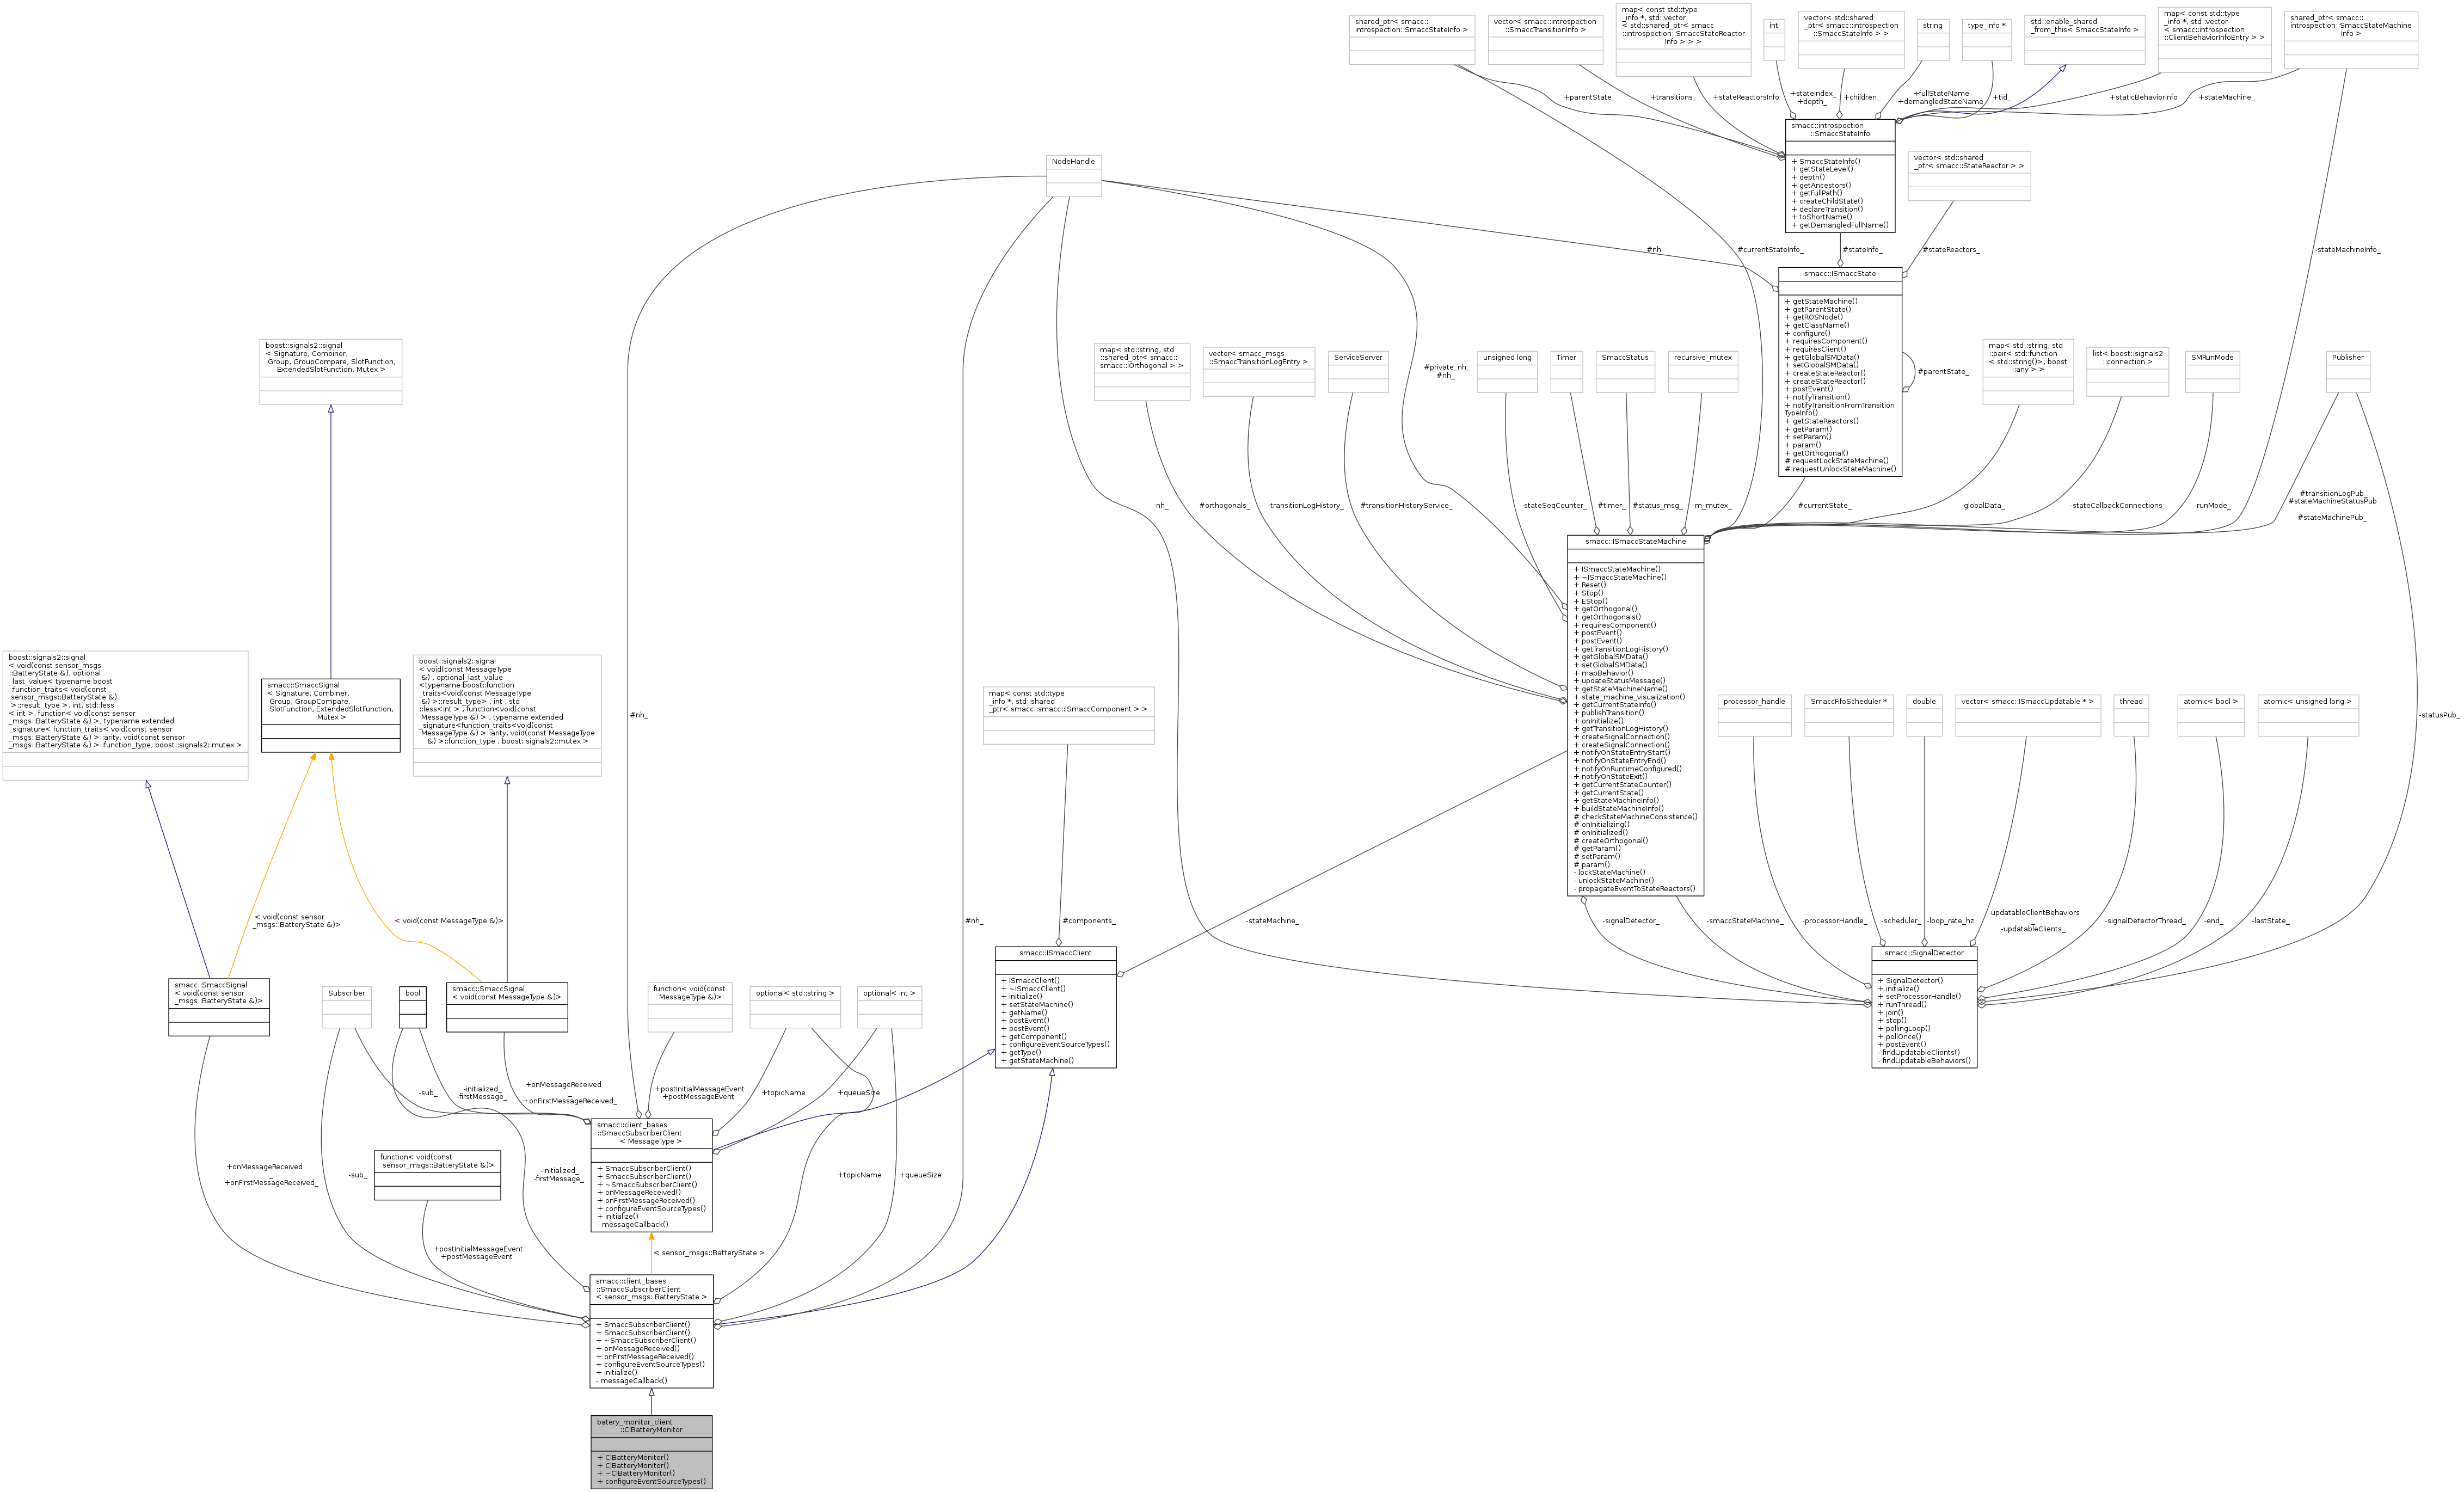 shared_ptr< smacc::
introspection::SmaccStateInfo >
vector< smacc::introspection
::SmaccTransitionInfo >
map< const std::type
_info *, std::vector
< std::shared_ptr< smacc
::introspection::SmaccStateReactor
Info > > >
int
vector< std::shared
_ptr< smacc::introspection
::SmaccStateInfo > >
string
type_info *
std::enable_shared
_from_this< SmaccStateInfo >
map< const std::type
_info *, std::vector
< smacc::introspection
::ClientBehaviorInfoEntry > >
shared_ptr< smacc::
introspection::SmaccStateMachine
Info >
+parentState_
+transitions_
+stateReactorsInfo
+stateIndex_
+depth_
+children_
+fullStateName
+demangledStateName
+tid_
+staticBehaviorInfo
+stateMachine_
smacc::introspection
::SmaccStateInfo
+ SmaccStateInfo()
+ getStateLevel()
+ depth()
+ getAncestors()
+ getFullPath()
+ createChildState()
+ declareTransition()
+ toShortName()
+ getDemangledFullName()
vector< std::shared
_ptr< smacc::StateReactor > >
NodeHandle
#nh
#currentStateInfo_
#stateInfo_
#stateReactors_
-stateMachineInfo_
smacc::ISmaccState
+ getStateMachine()
+ getParentState()
+ getROSNode()
+ getClassName()
+ configure()
+ requiresComponent()
+ requiresClient()
+ getGlobalSMData()
+ setGlobalSMData()
+ createStateReactor()
+ createStateReactor()
+ postEvent()
+ notifyTransition()
+ notifyTransitionFromTransition
TypeInfo()
+ getStateReactors()
+ getParam()
+ setParam()
+ param()
+ getOrthogonal()
# requestLockStateMachine()
# requestUnlockStateMachine()
#parentState_
boost::signals2::signal
< Signature, Combiner,
Group, GroupCompare, SlotFunction,
ExtendedSlotFunction, Mutex >
map< std::string, std
::shared_ptr< smacc::
smacc::IOrthogonal > >
vector< smacc_msgs
::SmaccTransitionLogEntry >
ServiceServer
#private_nh_
#nh_
unsigned long
Timer
SmaccStatus
recursive_mutex
map< std::string, std
::pair< std::function
< std::string()>, boost
::any > >
list< boost::signals2
::connection >
SMRunMode
Publisher
-nh_
#orthogonals_
-transitionLogHistory_
#transitionHistoryService_
-stateSeqCounter_
#timer_
#status_msg_
-m_mutex_
#currentState_
-globalData_
-stateCallbackConnections
-runMode_
#transitionLogPub_
#stateMachineStatusPub
_
#stateMachinePub_
smacc::ISmaccStateMachine
+ ISmaccStateMachine()
+ ~ISmaccStateMachine()
+ Reset()
+ Stop()
+ EStop()
+ getOrthogonal()
+ getOrthogonals()
+ requiresComponent()
+ postEvent()
+ postEvent()
+ getTransitionLogHistory()
+ getGlobalSMData()
+ setGlobalSMData()
+ mapBehavior()
+ updateStatusMessage()
+ getStateMachineName()
+ state_machine_visualization()
+ getCurrentStateInfo()
+ publishTransition()
+ onInitialize()
+ getTransitionLogHistory()
+ createSignalConnection()
+ createSignalConnection()
+ notifyOnStateEntryStart()
+ notifyOnStateEntryEnd()
+ notifyOnRuntimeConfigured()
+ notifyOnStateExit()
+ getCurrentStateCounter()
+ getCurrentState()
+ getStateMachineInfo()
+ buildStateMachineInfo()
# checkStateMachineConsistence()
# onInitializing()
# onInitialized()
# createOrthogonal()
# getParam()
# setParam()
# param()
- lockStateMachine()
- unlockStateMachine()
- propagateEventToStateReactors()
boost::signals2::signal
< void(const sensor_msgs
::BatteryState &), optional
_last_value< typename boost
::function_traits< void(const
sensor_msgs::BatteryState &)
>::result_type >, int, std::less
< int >, function< void(const sensor
_msgs::BatteryState &) >, typename extended
_signature< function_traits< void(const sensor
_msgs::BatteryState &) >::arity, void(const sensor
_msgs::BatteryState &) >::function_type, boost::signals2::mutex >
smacc::SmaccSignal
< Signature, Combiner,
Group, GroupCompare,
SlotFunction, ExtendedSlotFunction,
Mutex >
boost::signals2::signal
< void(const MessageType
&) , optional_last_value
<typename boost::function
_traits<void(const MessageType
&) >::result_type> , int , std
::less<int > , function<void(const
MessageType &) > , typename extended
_signature<function_traits<void(const
MessageType &) >::arity, void(const MessageType
&) >::function_type , boost::signals2::mutex >
#nh_
map< const std::type
_info *, std::shared
_ptr< smacc::smacc::ISmaccComponent > >
processor_handle
SmaccFifoScheduler *
double
vector< smacc::ISmaccUpdatable * >
thread
atomic< bool >
atomic< unsigned long >
-statusPub_
< void(const sensor
_msgs::BatteryState &)>
< void(const MessageType &)>
#nh_
#components_
-stateMachine_
-signalDetector_
-smaccStateMachine_
-processorHandle_
-scheduler_
-loop_rate_hz
-updatableClientBehaviors
_
-updatableClients_
-signalDetectorThread_
-end_
-lastState_
smacc::SmaccSignal
< void(const sensor
_msgs::BatteryState &)>
Subscriber
bool
smacc::SmaccSignal
< void(const MessageType &)>
function< void(const
MessageType &)>
optional< std::string >
optional< int >
smacc::ISmaccClient
+ ISmaccClient()
+ ~ISmaccClient()
+ initialize()
+ setStateMachine()
+ getName()
+ postEvent()
+ postEvent()
+ getComponent()
+ configureEventSourceTypes()
+ getType()
+ getStateMachine()
smacc::SignalDetector
+ SignalDetector()
+ initialize()
+ setProcessorHandle()
+ runThread()
+ join()
+ stop()
+ pollingLoop()
+ pollOnce()
+ postEvent()
- findUpdatableClients()
- findUpdatableBehaviors()
-sub_
-initialized_
-firstMessage_
+onMessageReceived
_
+onFirstMessageReceived_
+postInitialMessageEvent
+postMessageEvent
+topicName
+queueSize
smacc::client_bases
::SmaccSubscriberClient
< MessageType >
+ SmaccSubscriberClient()
+ SmaccSubscriberClient()
+ ~SmaccSubscriberClient()
+ onMessageReceived()
+ onFirstMessageReceived()
+ configureEventSourceTypes()
+ initialize()
- messageCallback()
function< void(const
sensor_msgs::BatteryState &)>
+onMessageReceived
_
+onFirstMessageReceived_
-sub_
-initialized_
-firstMessage_
+topicName
+queueSize
+postInitialMessageEvent
+postMessageEvent
< sensor_msgs::BatteryState >
smacc::client_bases
::SmaccSubscriberClient
< sensor_msgs::BatteryState >
+ SmaccSubscriberClient()
+ SmaccSubscriberClient()
+ ~SmaccSubscriberClient()
+ onMessageReceived()
+ onFirstMessageReceived()
+ configureEventSourceTypes()
+ initialize()
- messageCallback()
batery_monitor_client
::ClBatteryMonitor
+ ClBatteryMonitor()
+ ClBatteryMonitor()
+ ~ClBatteryMonitor()
+ configureEventSourceTypes()